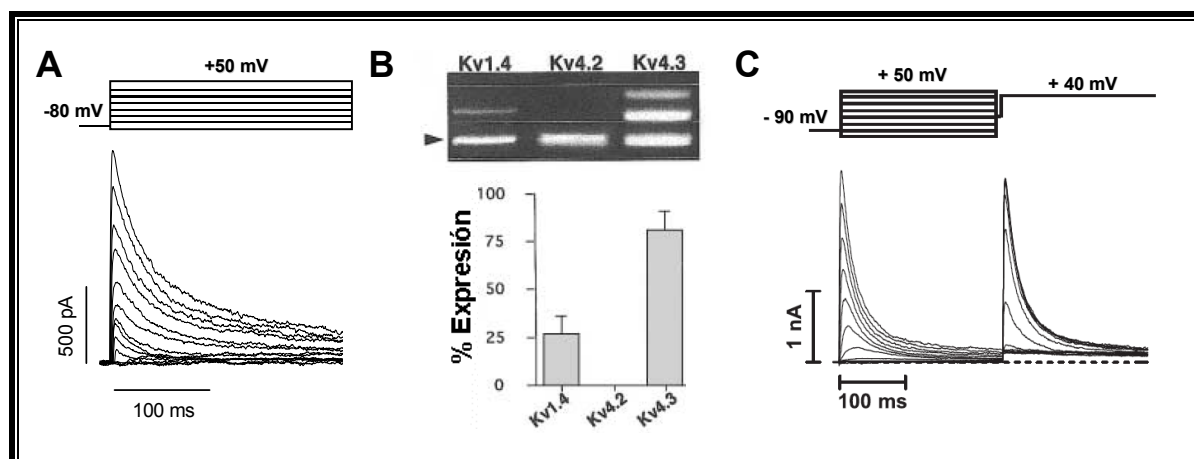 A
+50 mV
-80 mV
500 pA
100 ms
B
Kv1.4 Kv4.2 Kv4.3
100
75
50
25
0
% Expresión
Kv1.4 Kv4.2 Kv4.3
C
+ 50 mV
+ 40 mV
- 90 mV
1 nA
100 ms